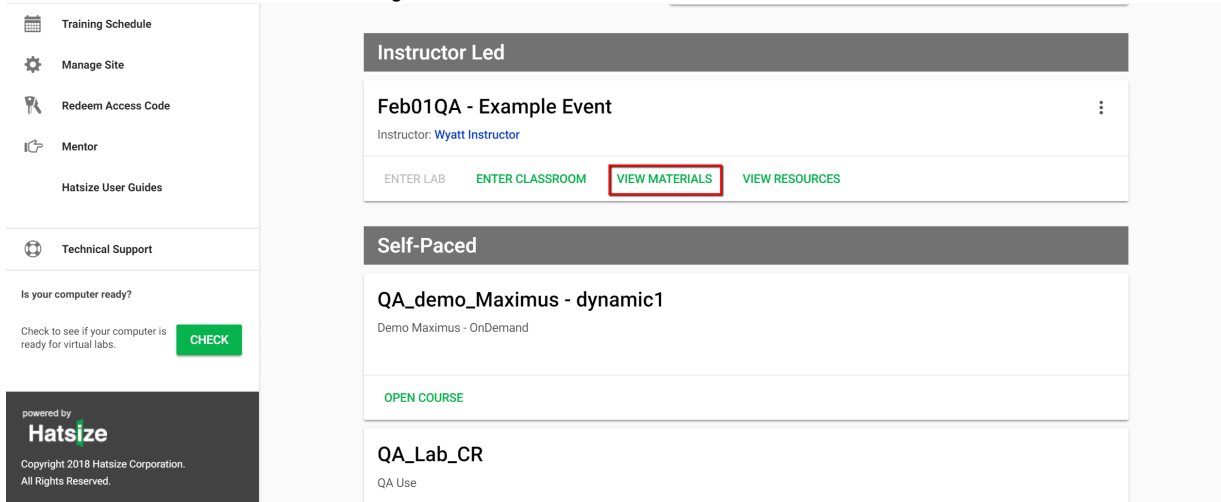 Training Schedule
Manage Site
Redeem Access Code
Mentor
Hatsize User Guides
Technical Support
Is your computer ready?
Check to see if your computer is
ready for virtual labs.
CHECK
powered by
Hatsize
Copyright 2018 Hatsize Corporation.
All Rights Reserved.
Instructor Led
Feb01QA - Example Event
Instructor: Wyatt Instructor
ENTER LAB ENTER CLASSROOM VIEW MATERIALS VIEW RESOURCES
Self-Paced
QA_demo_Maximus - dynamic1
Demo Maximus - OnDemand
OPEN COURSE
QA_Lab_CR
QA Use